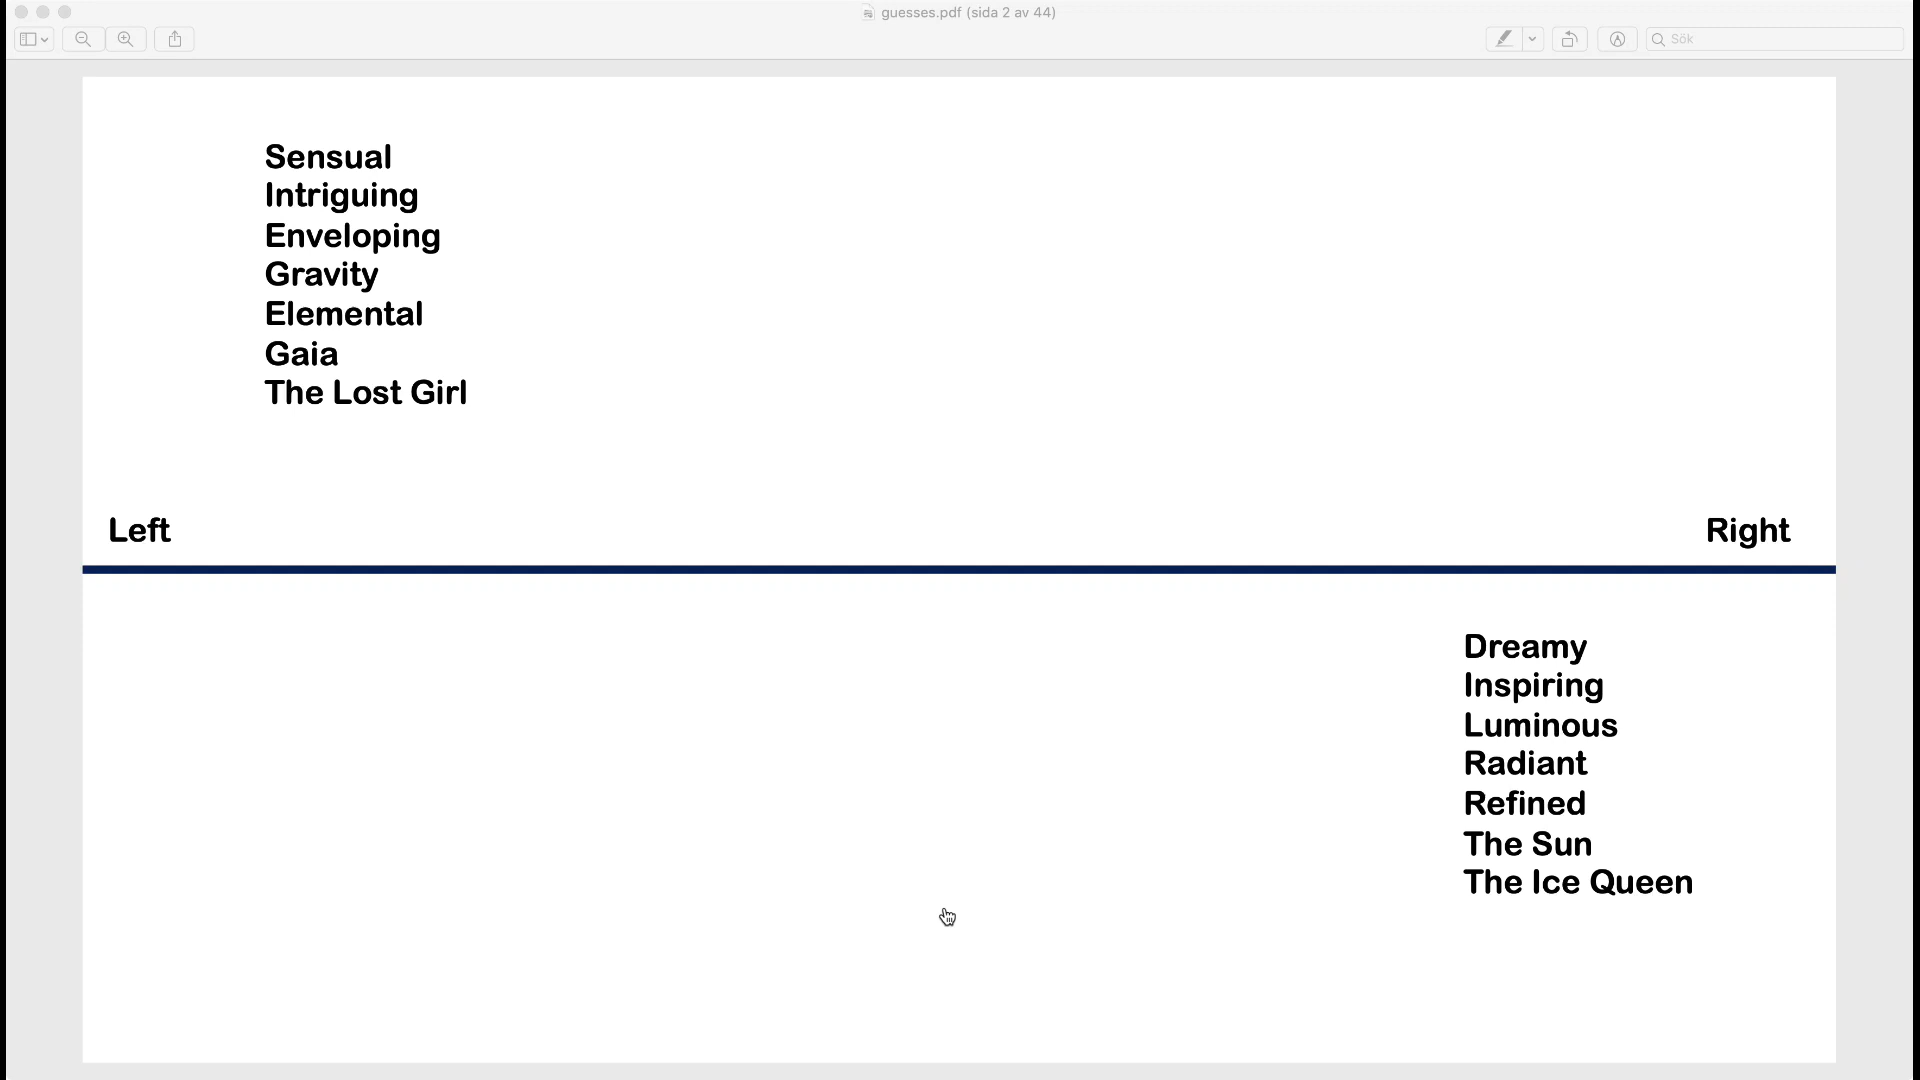 guesses.pdf (sida 2 av 44)
Sök
Sensual
Intriguing
Enveloping
Gravity
Elemental
Gaia
The Lost Girl
Left
Right
Dreamy
Inspiring
Luminous
Radiant
Refined
The Sun
The Ice Queen